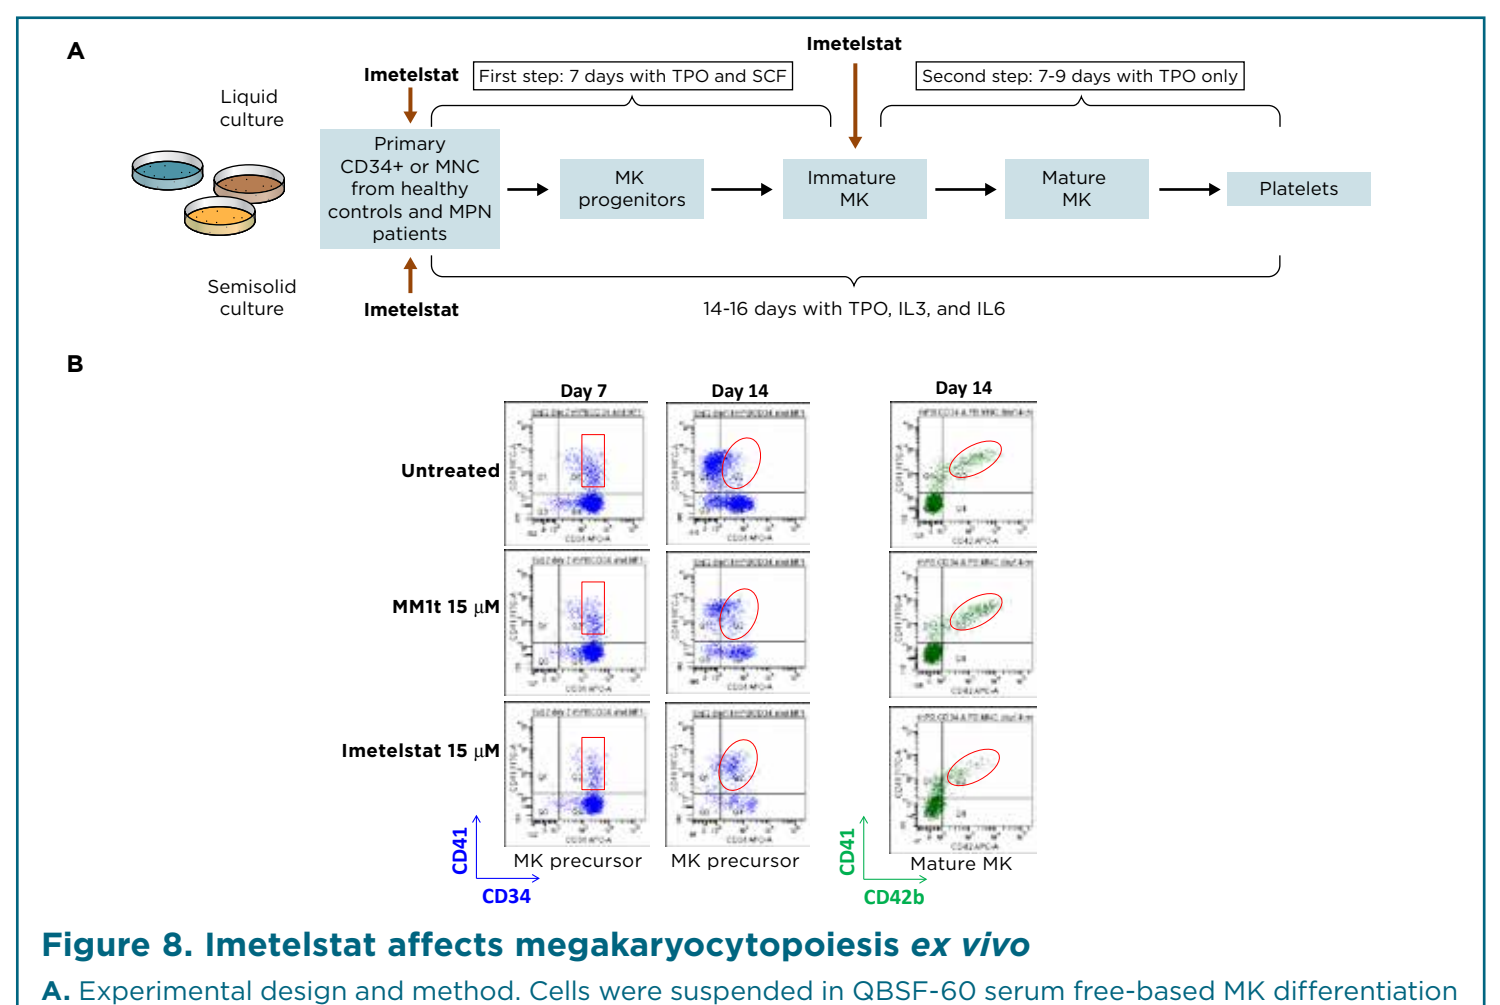 A
Imetelstat
Imetelstat
First step: 7 days with TPO and SCF
Second step: 7-9 days with TPO only
Liquid
culture
Primary
CD34+ or MNC
from healthy
controls and MPN
patients
MK
progenitors
Immature
MK
Mature
MK
Platelets
Semisolid
culture
Imetelstat
14-16 days with TPO, IL3, and IL6
B
Day 7
Day 14
Day 14
Untreated
MM1t 15 μM
Imetelstat 15 μM
CD41
CD34
MK precursor
MK precursor
CD41
CD42b
Mature MK
Figure 8. Imetelstat affects megakaryocytopoiesis ex vivo
A. Experimental design and method. Cells were suspended in QBSF-60 serum free-based MK differentiation